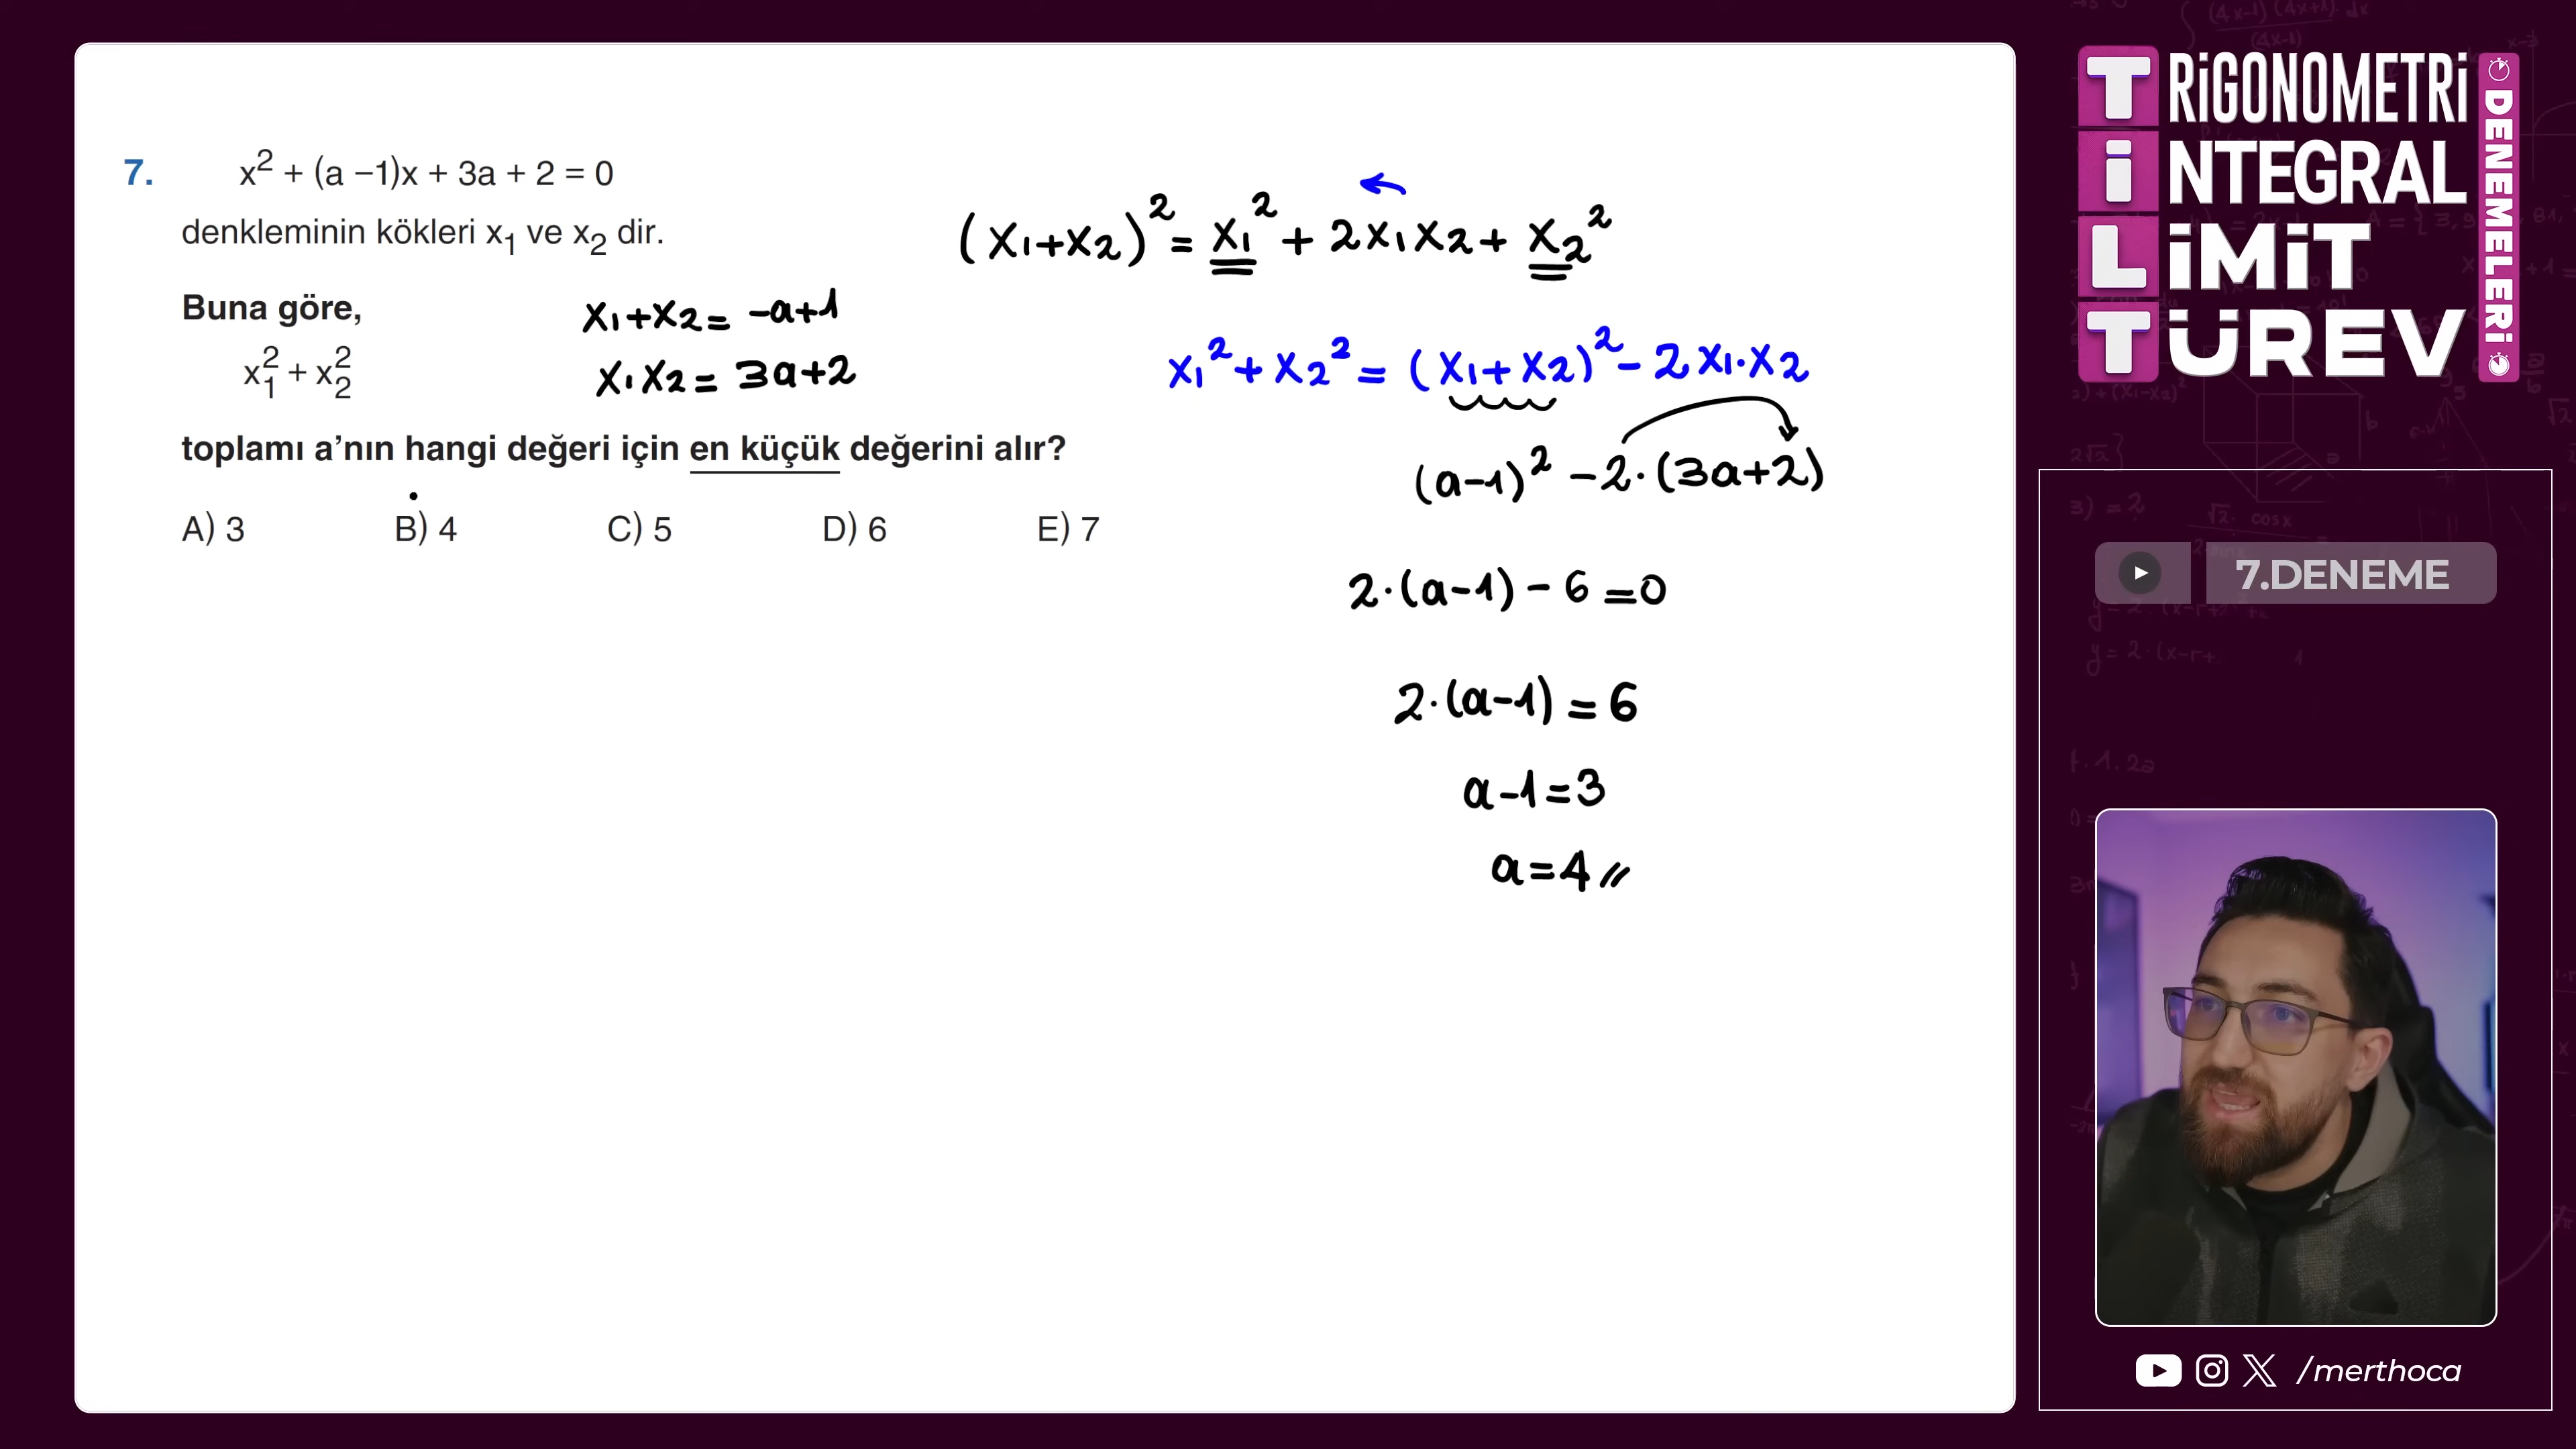 7. x² + (a −1)x + 3a + 2 = 0
denkleminin kökleri x₁ ve x₂ dir.
Buna göre,
x₁² + x₂²
toplamı a’nın hangi değeri için en küçük değerini alır?
A) 3 B) 4 C) 5 D) 6 E) 7
x₁+x₂ = -a+1
x₁x₂ = 3a+2
(x₁+x₂)² = x₁² + 2x₁x₂ + x₂²
x₁² + x₂² = (x₁+x₂)² - 2x₁·x₂
(a-1)² - 2·(3a+2)
2·(a-1) - 6 = 0
2·(a-1) = 6
a-1 = 3
a = 4 //
TRiGONOMETRi
iNTEGRAL
LiMiT
TÜREV
DENEMELERi
7.DENEME
/merthoca